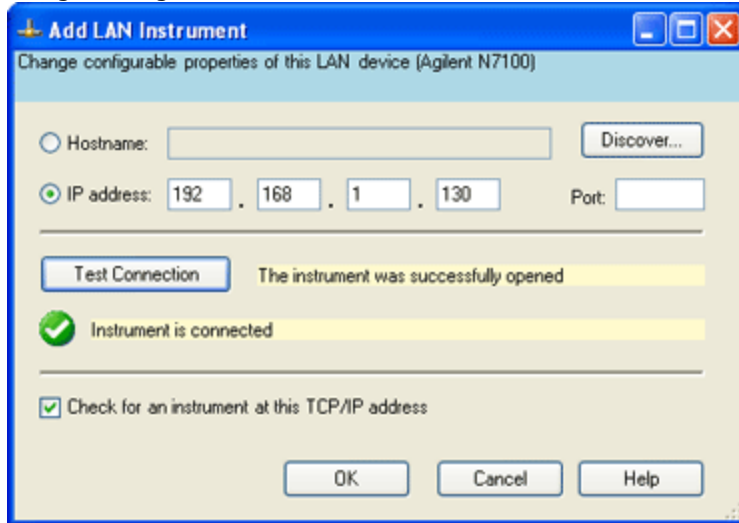 Add LAN Instrument
Change configurable properties of this LAN device (Agilent N7100)
Hostname: Discover...
IP address: 192 . 168 . 1 . 130 Port:
Test Connection The instrument was successfully opened
Instrument is connected
Check for an instrument at this TCP/IP address
OK Cancel Help